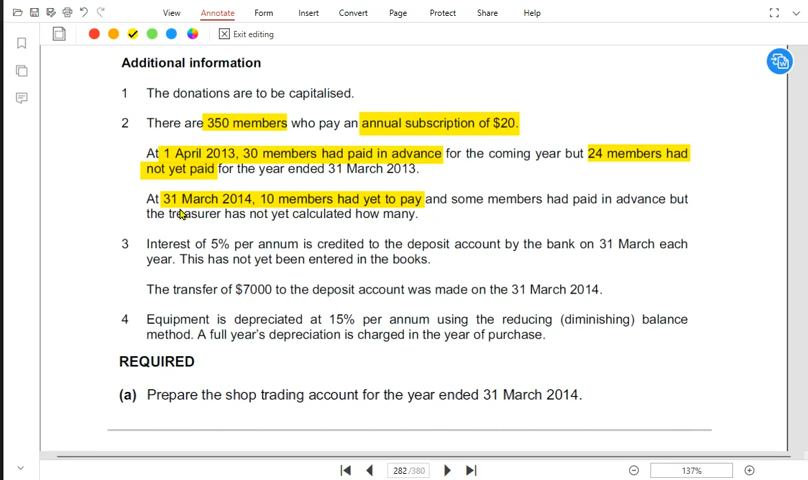 View Annotate Form Insert Convert Page Protect Share Help
Exit editing
Additional information
1 The donations are to be capitalised.
2 There are 350 members who pay an annual subscription of $20.
At 1 April 2013, 30 members had paid in advance for the coming year but 24 members had
not yet paid for the year ended 31 March 2013.
At 31 March 2014, 10 members had yet to pay and some members had paid in advance but
the treasurer has not yet calculated how many.
3 Interest of 5% per annum is credited to the deposit account by the bank on 31 March each
year. This has not yet been entered in the books.
The transfer of $7000 to the deposit account was made on the 31 March 2014.
4 Equipment is depreciated at 15% per annum using the reducing (diminishing) balance
method. A full year's depreciation is charged in the year of purchase.
REQUIRED
(a) Prepare the shop trading account for the year ended 31 March 2014.
282 /380
137%